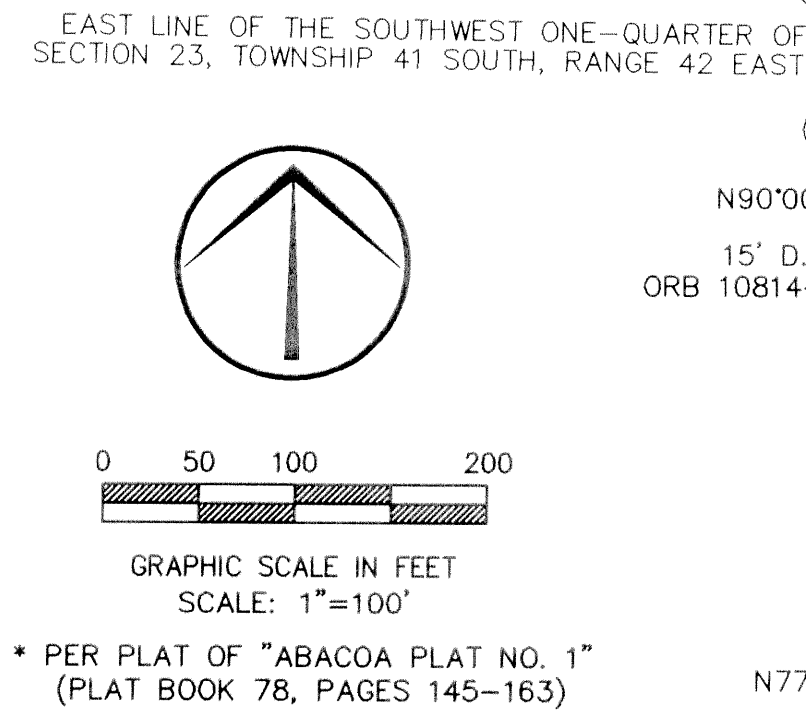 EAST LINE OF THE SOUTHWEST ONE-QUARTER OF
SECTION 23, TOWNSHIP 41 SOUTH, RANGE 42 EAST
N90°00
15' D.
ORB 10814-
0 50 100 200
GRAPHIC SCALE IN FEET
SCALE: 1"=100'
* PER PLAT OF "ABACOA PLAT NO. 1"
(PLAT BOOK 78, PAGES 145-163)
N77